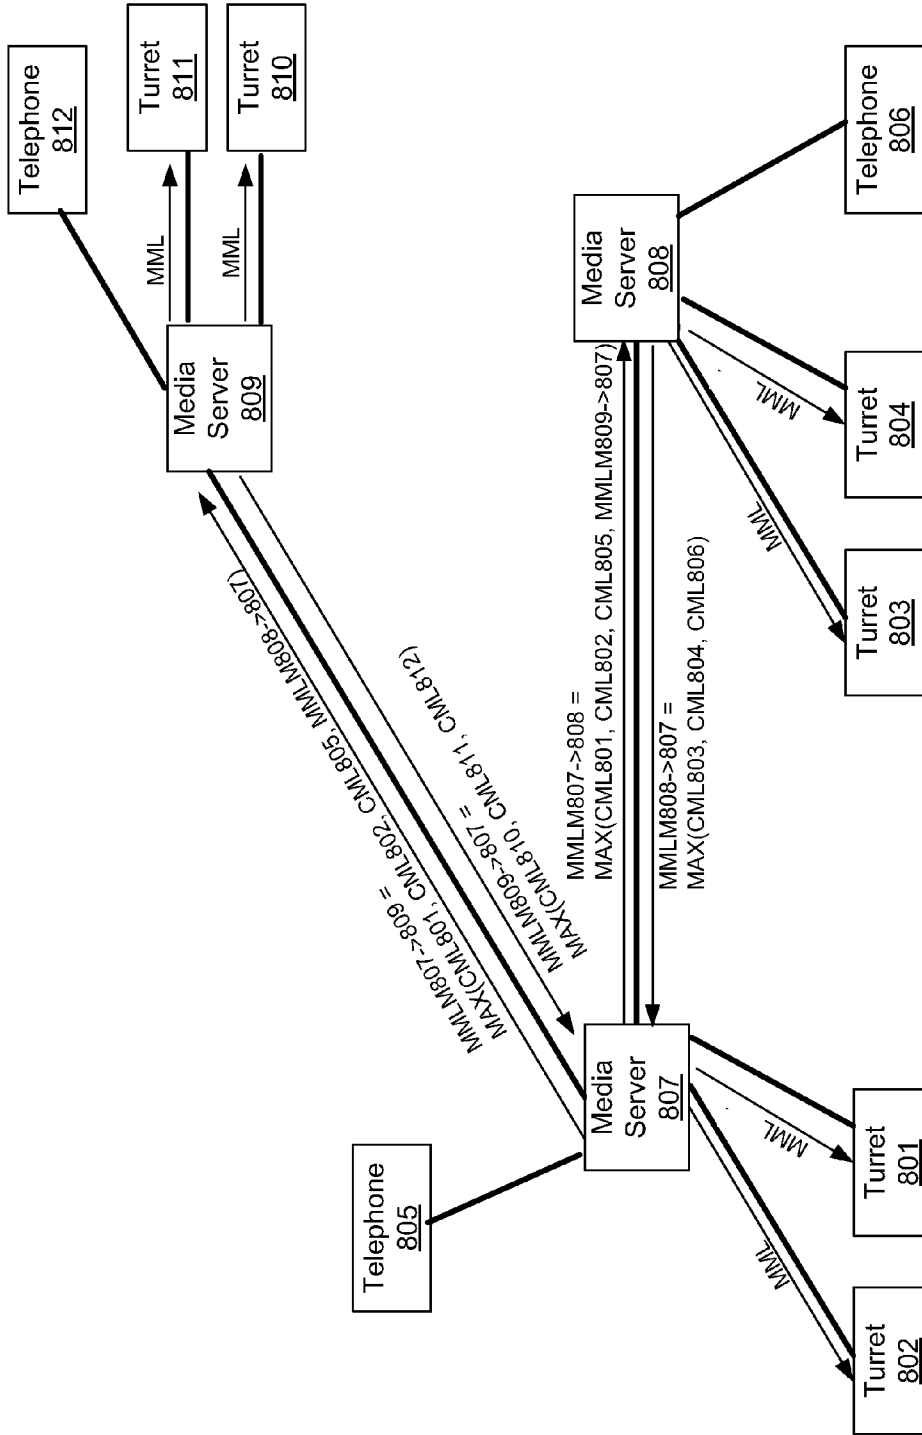 Telephone
812
Turret
811
Turret
810
MML
MML
Media
Server
809
MMLM807->809 =
MAX(CML801, CML802, CML805, MMLM808->807)
MMLM809->807 =
MAX(CML810, CML811, CML812)
Telephone
805
Media
Server
807
MMLM807->808 =
MAX(CML801, CML802, CML805, MMLM809->807)
MMLM808->807 =
MAX(CML803, CML804, CML806)
Media
Server
808
MML
MML
MML
MML
Turret
802
Turret
801
Turret
803
Turret
804
Telephone
806